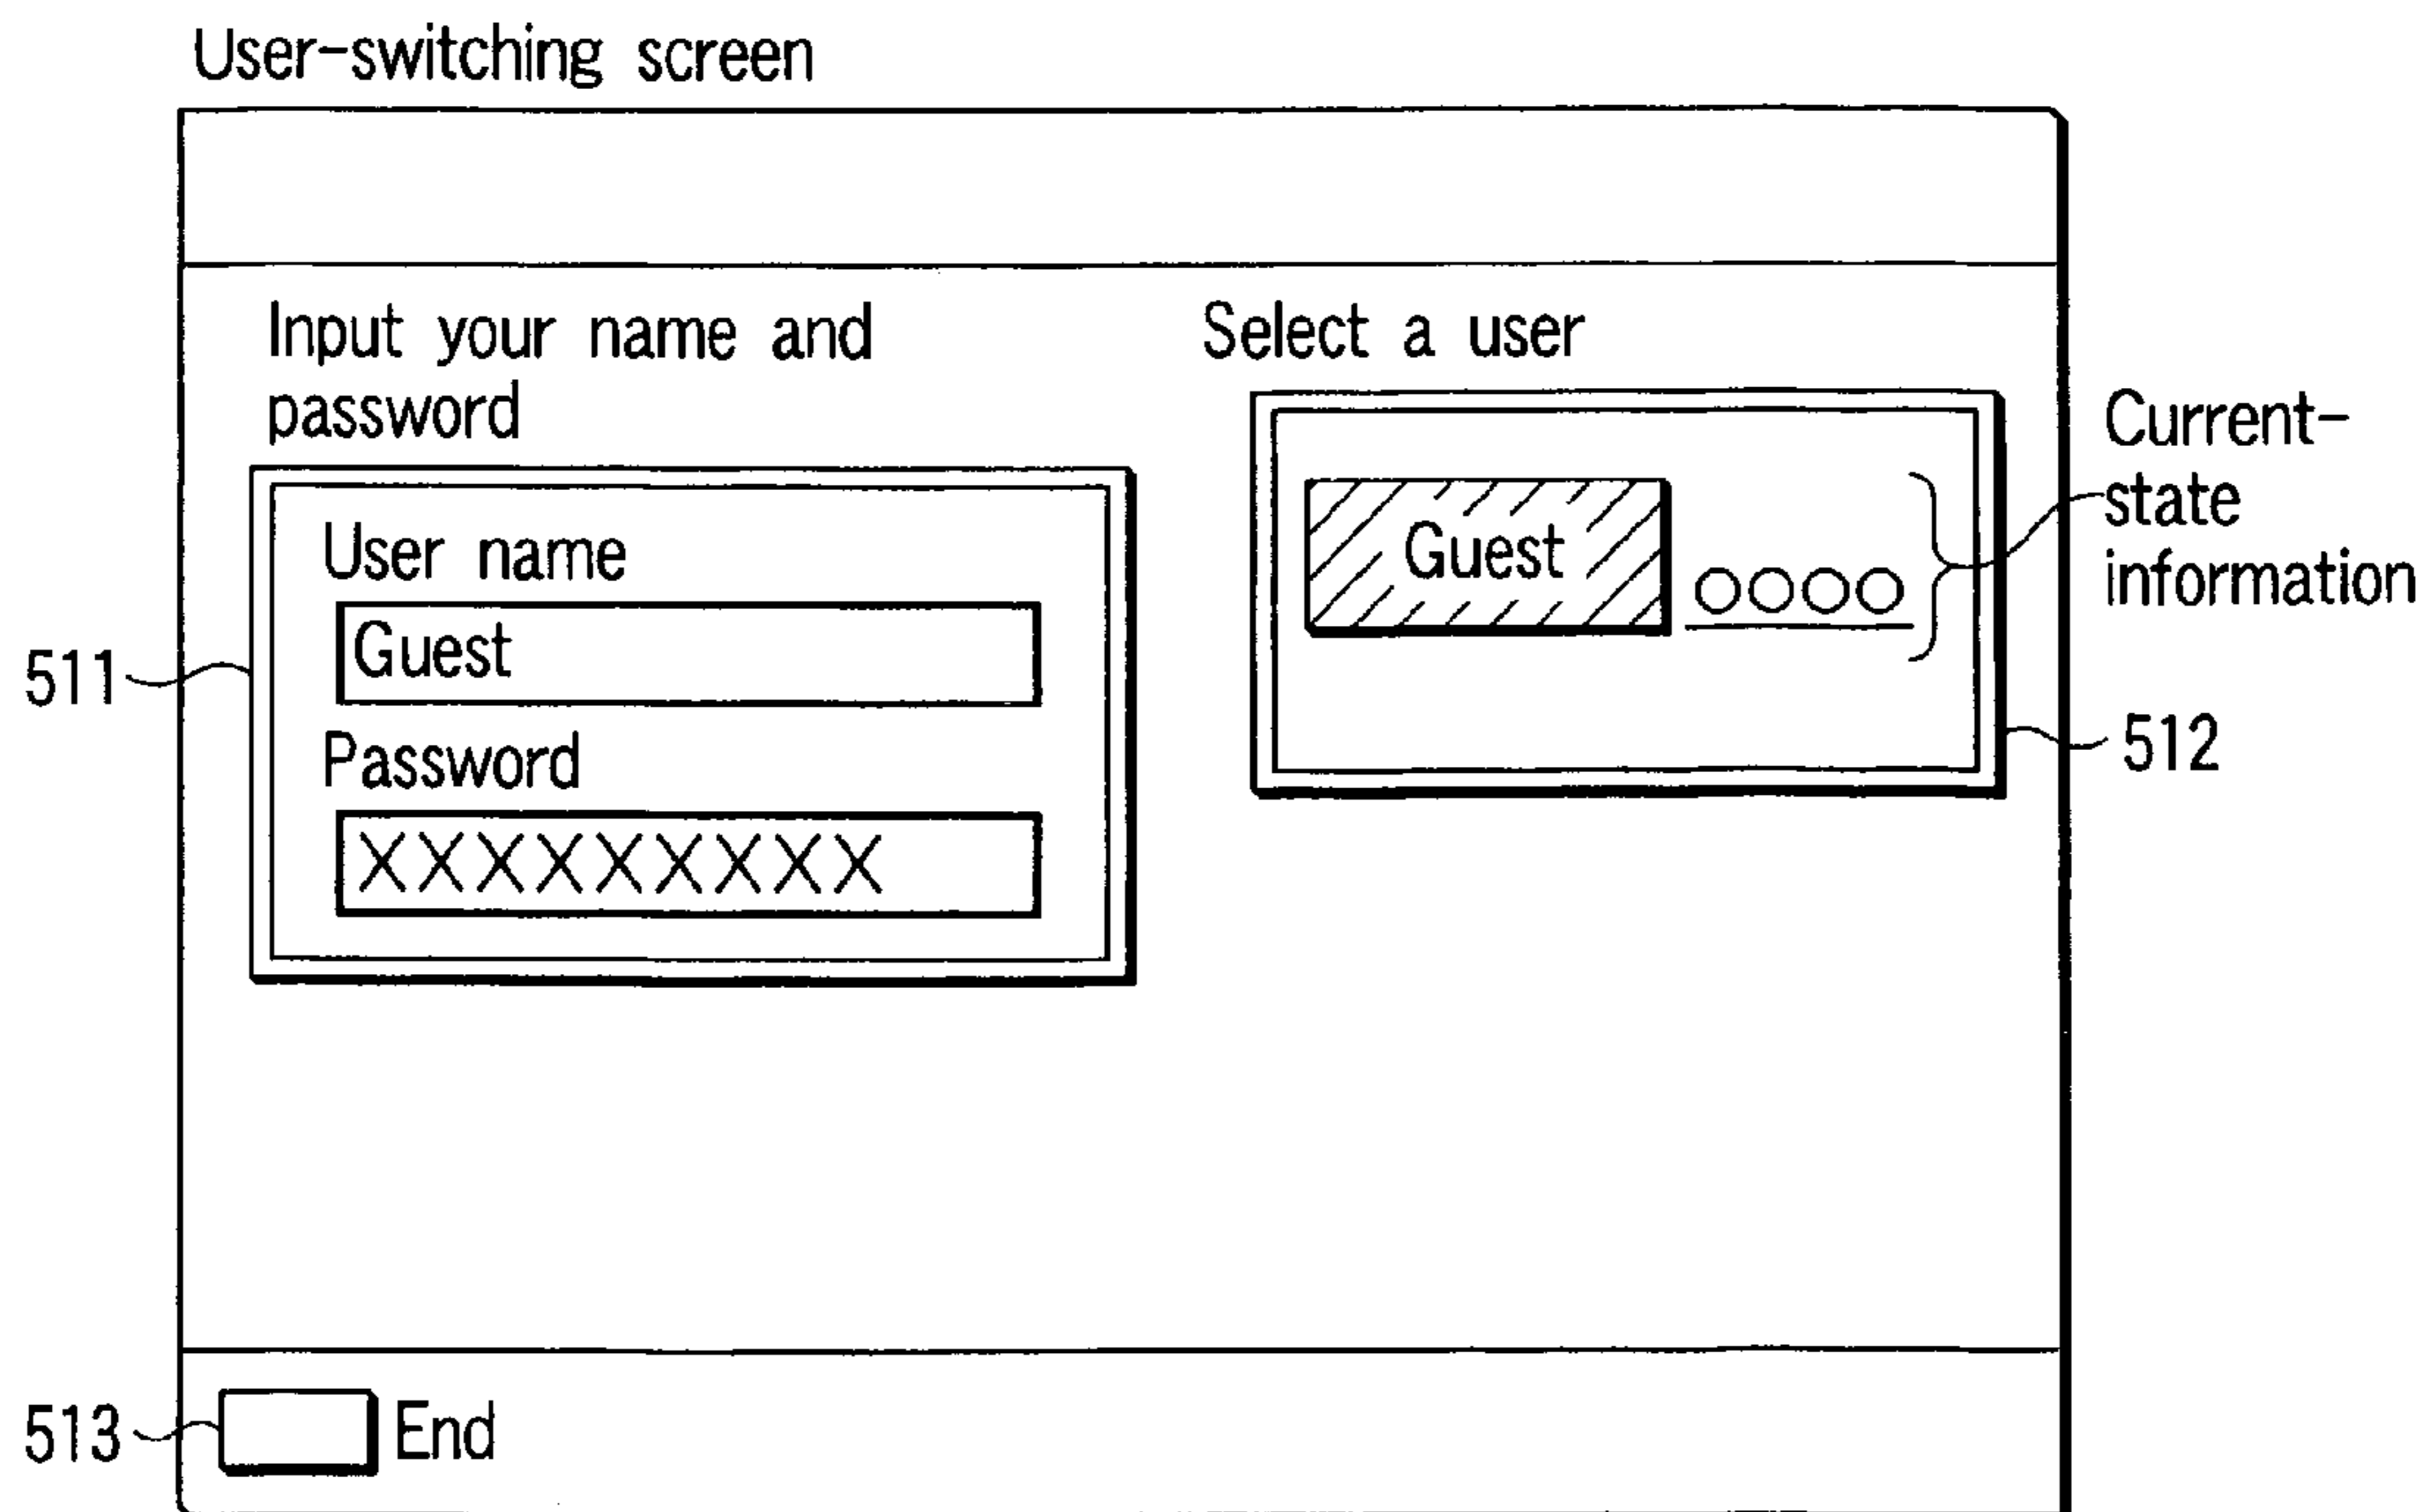 User-switching screen
Input your name and
password
User name
Guest
Password
XXXXXXXXX
511
Select a user
Guest
OOOO
Current-
state
information
512
513
End